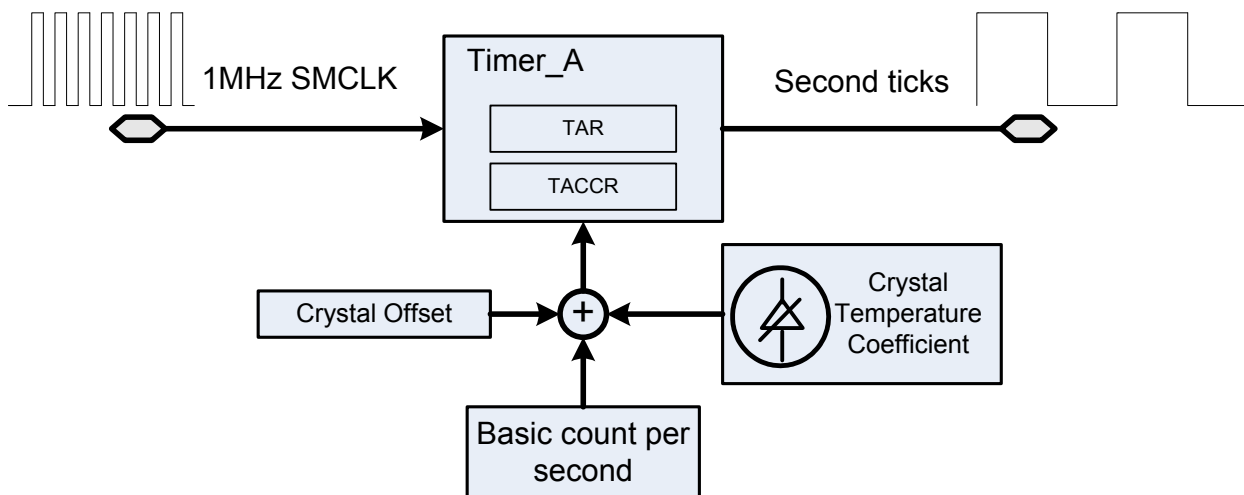 Timer_A
1MHz SMCLK
Second ticks
TAR
TACCR
Crystal Offset
+
Crystal
Temperature
Coefficient
Basic count per
second